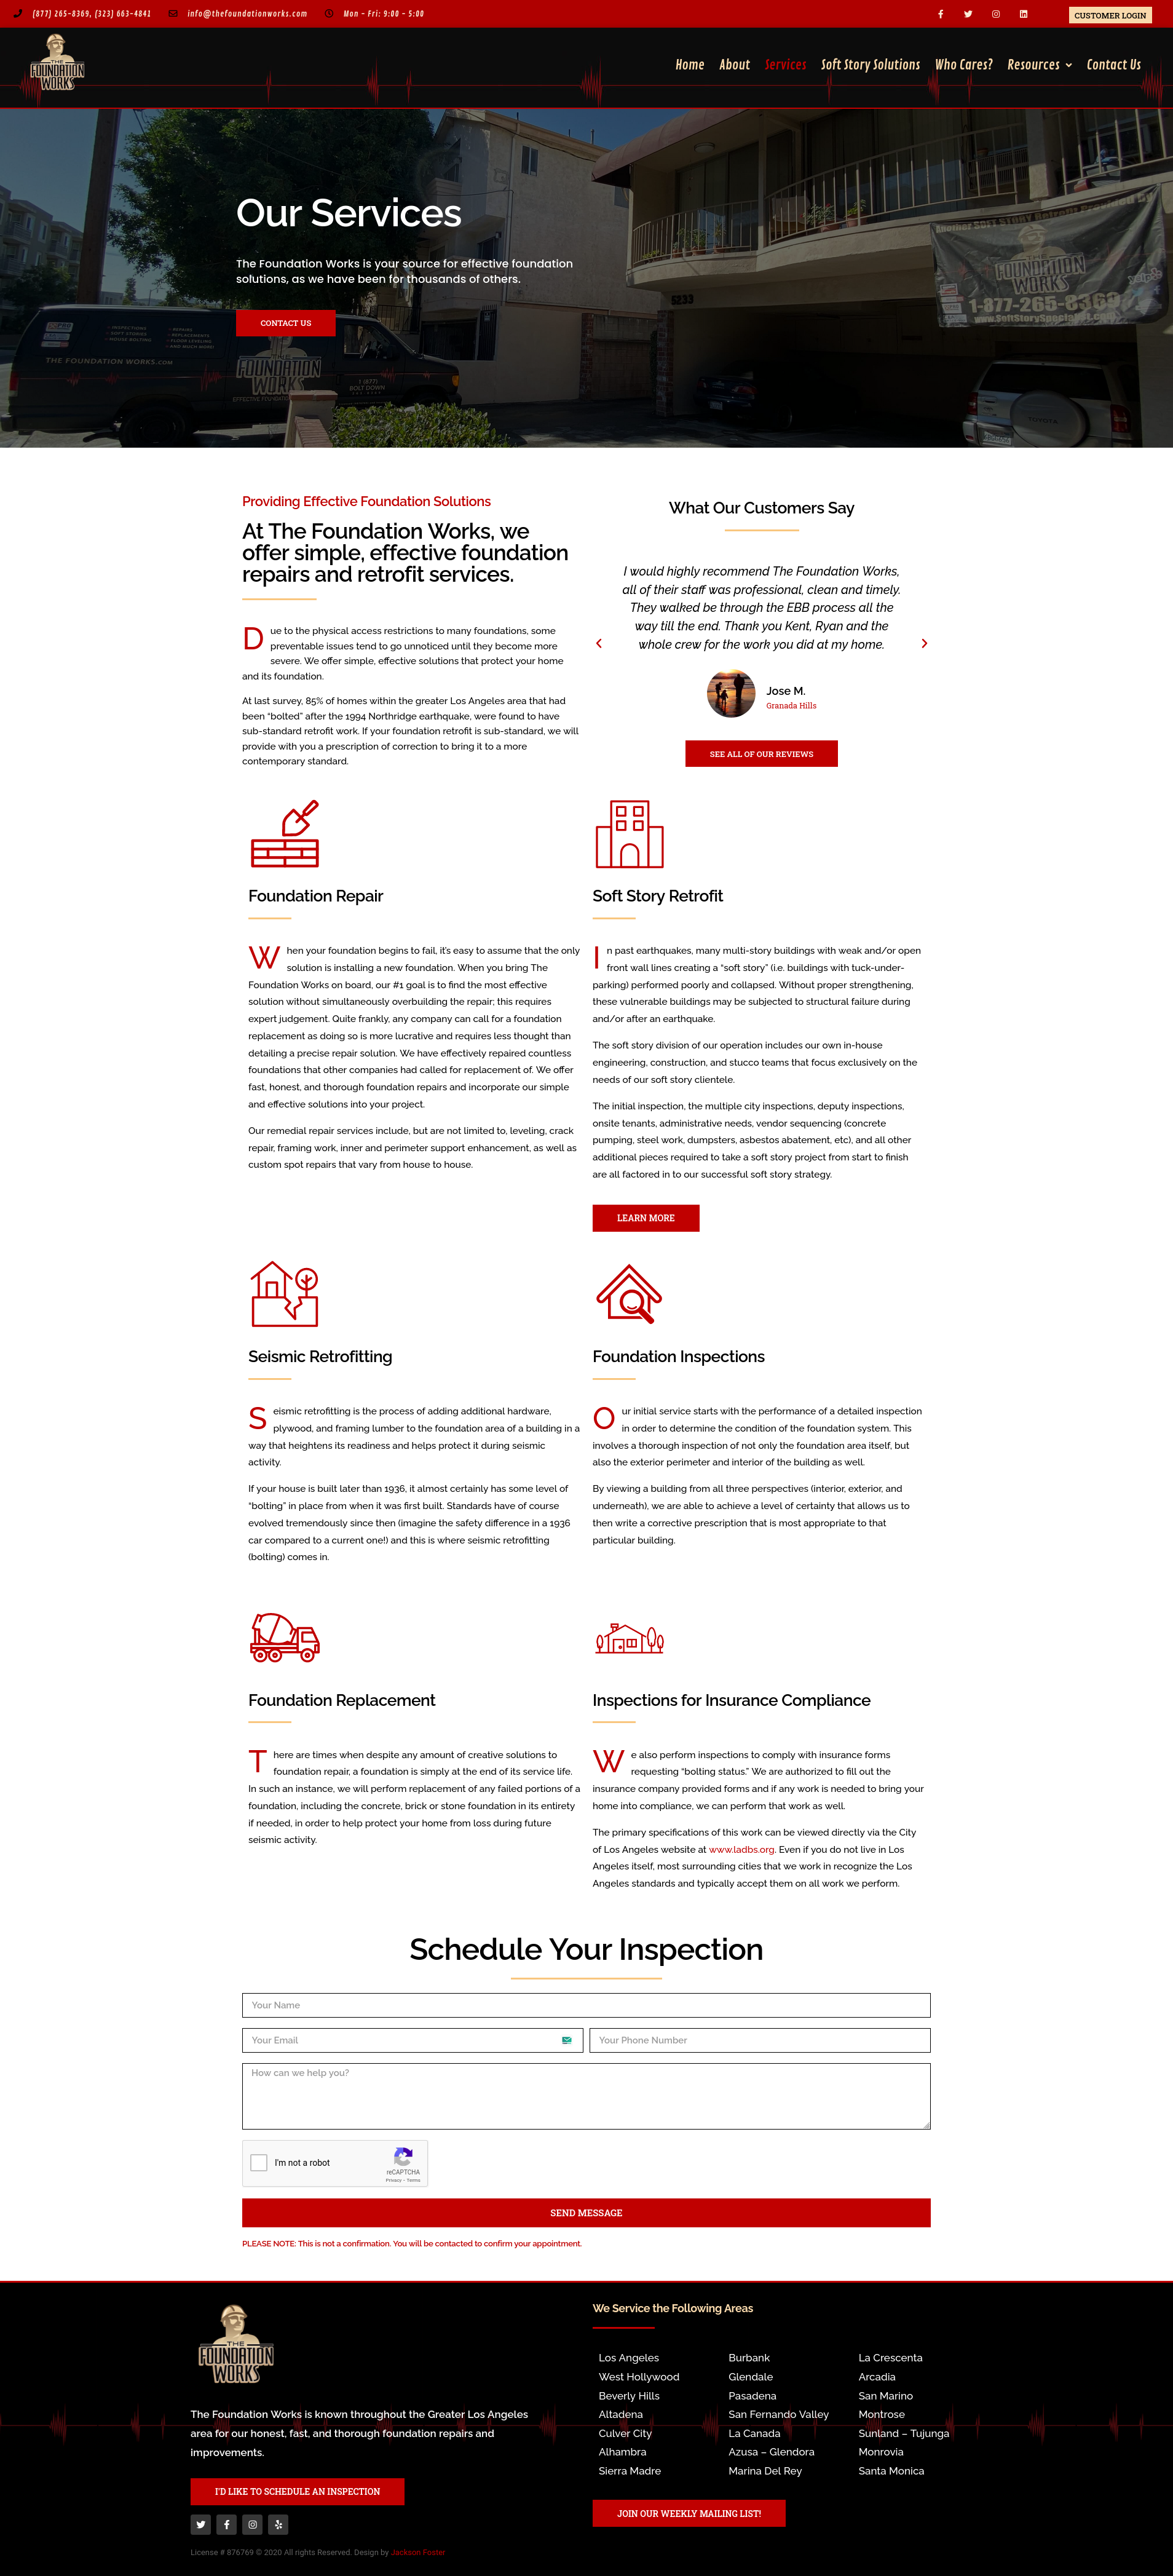 (877) 265-8369, (323) 663-4841
info@thefoundationworks.com
Mon - Fri: 9:00 - 5:00
CUSTOMER LOGIN
THE
FOUNDATION
WORKS
Home
About
Services
Soft Story Solutions
Who Cares?
Resources
Contact Us
Our Services
The Foundation Works is your source for effective foundation
solutions, as we have been for thousands of others.
CONTACT US
Providing Effective Foundation Solutions
At The Foundation Works, we
offer simple, effective foundation
repairs and retrofit services.
Due to the physical access restrictions to many foundations, some
preventable issues tend to go unnoticed until they become more
severe. We offer simple, effective solutions that protect your home
and its foundation.
At last survey, 85% of homes within the greater Los Angeles area that had
been “bolted” after the 1994 Northridge earthquake, were found to have
sub-standard retrofit work. If your foundation retrofit is sub-standard, we will
provide with you a prescription of correction to bring it to a more
contemporary standard.
What Our Customers Say
I would highly recommend The Foundation Works,
all of their staff was professional, clean and timely.
They walked be through the EBB process all the
way till the end. Thank you Kent, Ryan and the
whole crew for the work you did at my home.
Jose M.
Granada Hills
SEE ALL OF OUR REVIEWS
Foundation Repair
When your foundation begins to fail, it’s easy to assume that the only
solution is installing a new foundation. When you bring The
Foundation Works on board, our #1 goal is to find the most effective
solution without simultaneously overbuilding the repair; this requires
expert judgement. Quite frankly, any company can call for a foundation
replacement as doing so is more lucrative and requires less thought than
detailing a precise repair solution. We have effectively repaired countless
foundations that other companies had called for replacement of. We offer
fast, honest, and thorough foundation repairs and incorporate our simple
and effective solutions into your project.
Our remedial repair services include, but are not limited to, leveling, crack
repair, framing work, inner and perimeter support enhancement, as well as
custom spot repairs that vary from house to house.
Soft Story Retrofit
In past earthquakes, many multi-story buildings with weak and/or open
front wall lines creating a “soft story” (i.e. buildings with tuck-under-
parking) performed poorly and collapsed. Without proper strengthening,
these vulnerable buildings may be subjected to structural failure during
and/or after an earthquake.
The soft story division of our operation includes our own in-house
engineering, construction, and stucco teams that focus exclusively on the
needs of our soft story clientele.
The initial inspection, the multiple city inspections, deputy inspections,
onsite tenants, administrative needs, vendor sequencing (concrete
pumping, steel work, dumpsters, asbestos abatement, etc), and all other
additional pieces required to take a soft story project from start to finish
are all factored in to our successful soft story strategy.
LEARN MORE
Seismic Retrofitting
Seismic retrofitting is the process of adding additional hardware,
plywood, and framing lumber to the foundation area of a building in a
way that heightens its readiness and helps protect it during seismic
activity.
If your house is built later than 1936, it almost certainly has some level of
“bolting” in place from when it was first built. Standards have of course
evolved tremendously since then (imagine the safety difference in a 1936
car compared to a current one!) and this is where seismic retrofitting
(bolting) comes in.
Foundation Inspections
Our initial service starts with the performance of a detailed inspection
in order to determine the condition of the foundation system. This
involves a thorough inspection of not only the foundation area itself, but
also the exterior perimeter and interior of the building as well.
By viewing a building from all three perspectives (interior, exterior, and
underneath), we are able to achieve a level of certainty that allows us to
then write a corrective prescription that is most appropriate to that
particular building.
Foundation Replacement
There are times when despite any amount of creative solutions to
foundation repair, a foundation is simply at the end of its service life.
In such an instance, we will perform replacement of any failed portions of a
foundation, including the concrete, brick or stone foundation in its entirety
if needed, in order to help protect your home from loss during future
seismic activity.
Inspections for Insurance Compliance
We also perform inspections to comply with insurance forms
requesting “bolting status.” We are authorized to fill out the
insurance company provided forms and if any work is needed to bring your
home into compliance, we can perform that work as well.
The primary specifications of this work can be viewed directly via the City
of Los Angeles website at www.ladbs.org. Even if you do not live in Los
Angeles itself, most surrounding cities that we work in recognize the Los
Angeles standards and typically accept them on all work we perform.
Schedule Your Inspection
Your Name
Your Email
Your Phone Number
How can we help you?
I'm not a robot
reCAPTCHA
Privacy - Terms
SEND MESSAGE
PLEASE NOTE: This is not a confirmation. You will be contacted to confirm your appointment.
THE
FOUNDATION
WORKS
The Foundation Works is known throughout the Greater Los Angeles
area for our honest, fast, and thorough foundation repairs and
improvements.
I'D LIKE TO SCHEDULE AN INSPECTION
License # 876769 © 2020 All rights Reserved. Design by Jackson Foster
We Service the Following Areas
Los Angeles
West Hollywood
Beverly Hills
Altadena
Culver City
Alhambra
Sierra Madre
Burbank
Glendale
Pasadena
San Fernando Valley
La Canada
Azusa – Glendora
Marina Del Rey
La Crescenta
Arcadia
San Marino
Montrose
Sunland – Tujunga
Monrovia
Santa Monica
JOIN OUR WEEKLY MAILING LIST!